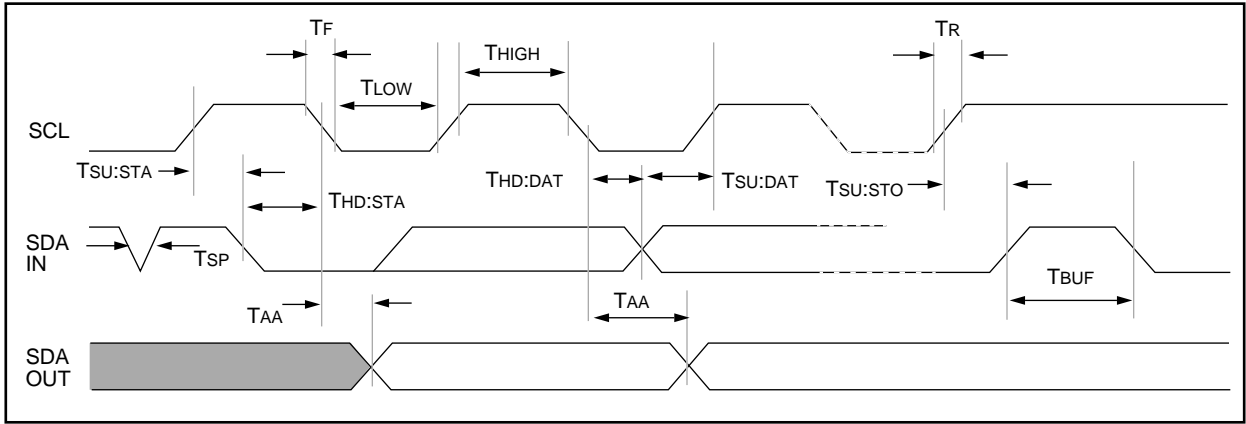 TF
TR
THIGH
TLOW
SCL
TSU:STA
THD:STA
THD:DAT
TSU:DAT
TSU:STO
SDA
IN
TSP
TBUF
TAA
TAA
SDA
OUT